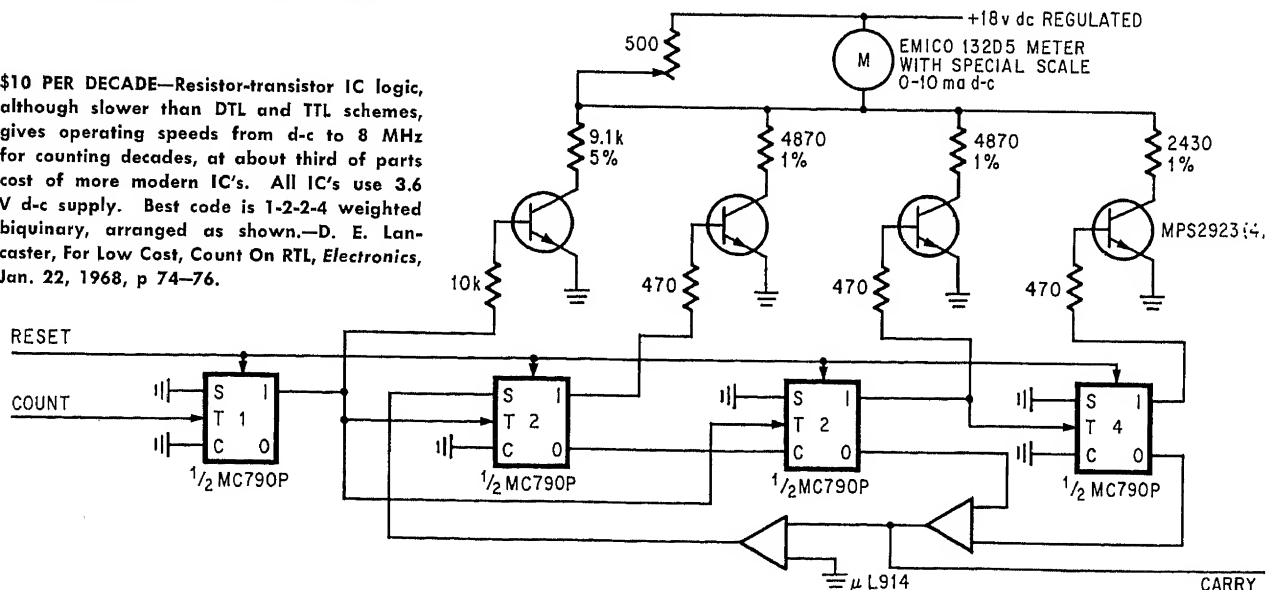 $10 PER DECADE—Resistor-transistor IC logic,
although slower than DTL and TTL schemes,
gives operating speeds from d-c to 8 MHz
for counting decades, at about third of parts
cost of more modern IC's. All IC's use 3.6
V d-c supply. Best code is 1-2-2-4 weighted
biquinary, arranged as shown.—D. E. Lan-
caster, For Low Cost, Count On RTL, Electronics,
Jan. 22, 1968, p 74—76.
+18v dc REGULATED
500
M
EMICO 132D5 METER
WITH SPECIAL SCALE
0-10 ma d-c
9.1k
5%
4870
1%
4870
1%
2430
1%
MPS2923(4)
10k
470
470
470
RESET
COUNT
S 1
T 1
C 0
1/2 MC790P
S 1
T 2
C 0
1/2 MC790P
S 1
T 2
C 0
1/2 MC790P
S 1
T 4
C 0
1/2 MC790P
μL914
CARRY